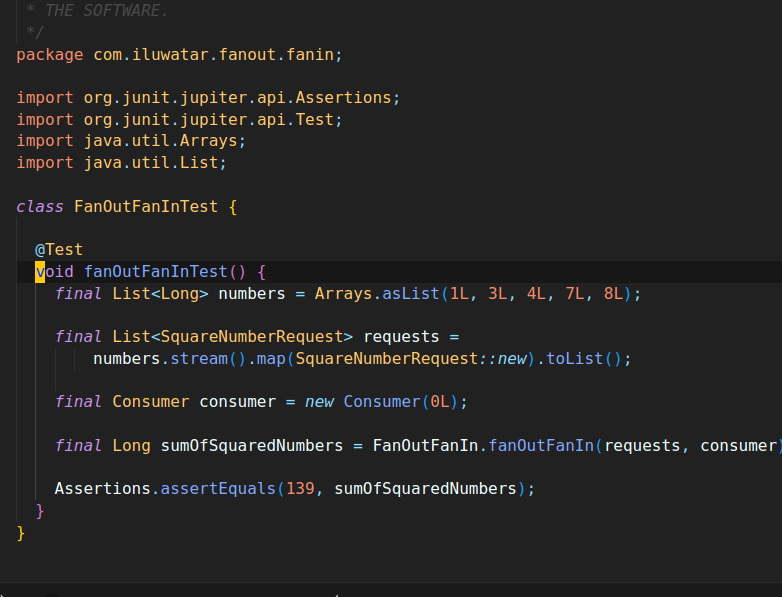 * THE SOFTWARE.
*/
package com.iluwatar.fanout.fanin;
import org.junit.jupiter.api.Assertions;
import org.junit.jupiter.api.Test;
import java.util.Arrays;
import java.util.List;
class FanOutFanInTest {
@Test
void fanOutFanInTest() {
final List<Long> numbers = Arrays.asList(1L, 3L, 4L, 7L, 8L);
final List<SquareNumberRequest> requests =
numbers.stream().map(SquareNumberRequest::new).toList();
final Consumer consumer = new Consumer(0L);
final Long sumOfSquaredNumbers = FanOutFanIn.fanOutFanIn(requests, consumer)
Assertions.assertEquals(139, sumOfSquaredNumbers);
}
}